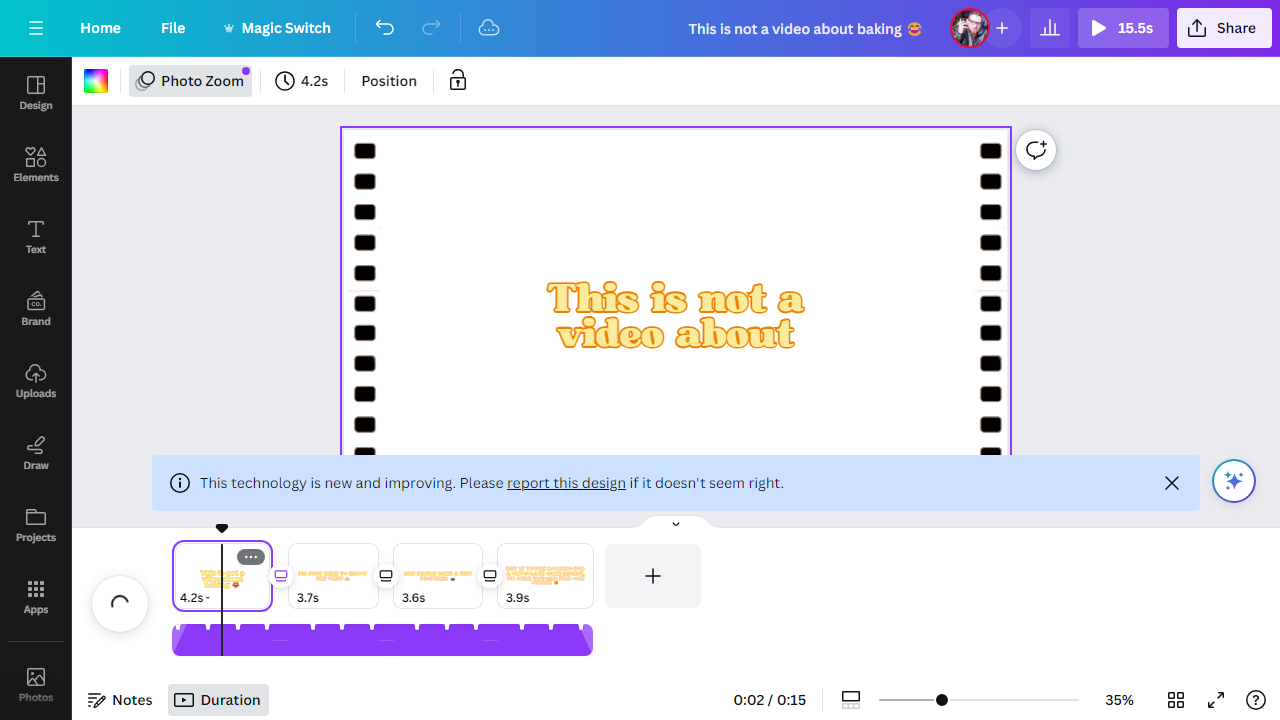 Home
File
Magic Switch
This is not a video about baking 😂
15.5s
Share
Design
Elements
Text
CO.
Brand
Uploads
Draw
Projects
Apps
Photos
Photo Zoom
4.2s
Position
This is not a
video about
This technology is new and improving. Please report this design if it doesn't seem right.
4.2s -
3.7s
3.6s
3.9s
Notes
Duration
0:02 / 0:15
35%